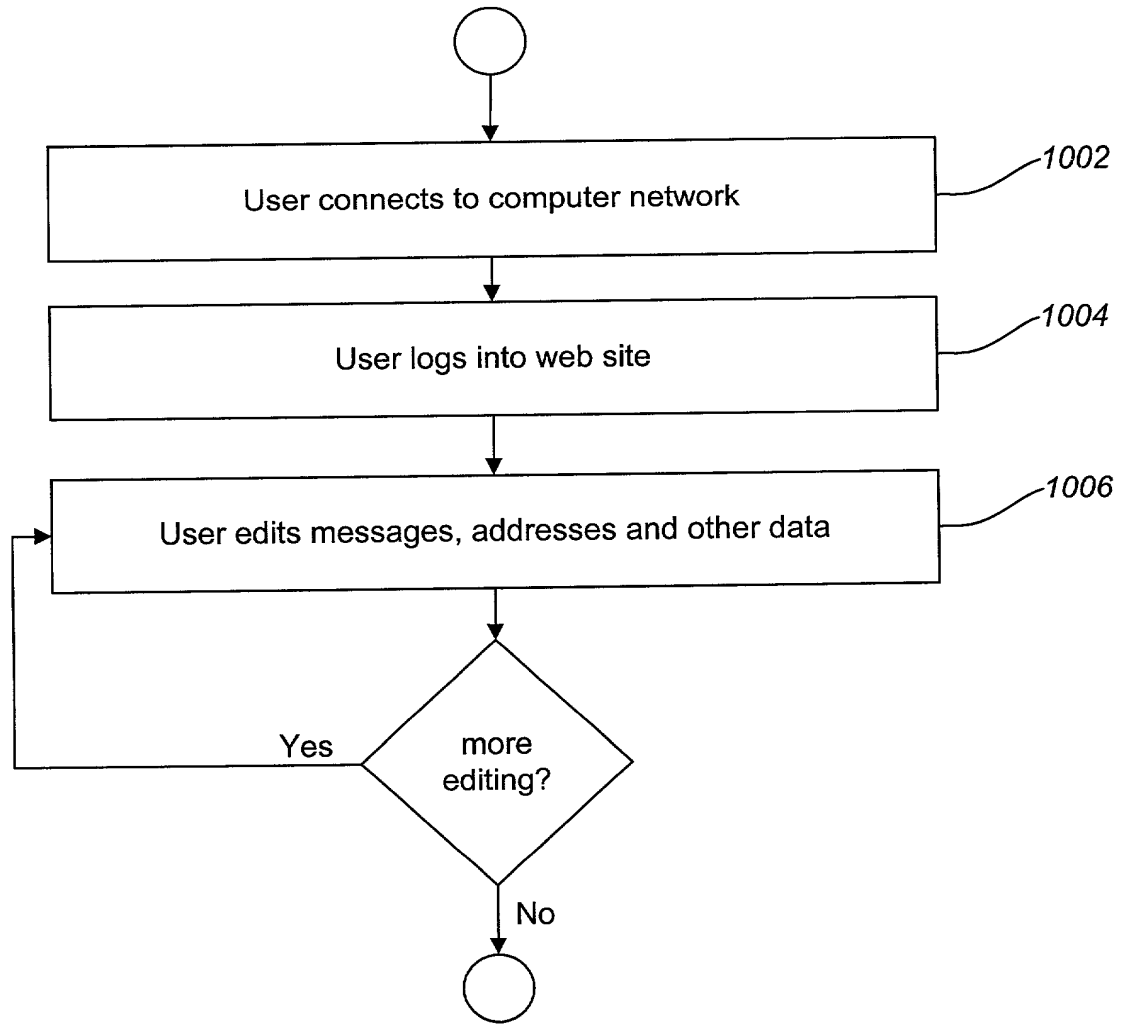 User connects to computer network
1002
User logs into web site
1004
User edits messages, addresses and other data
1006
more
editing?
Yes
No